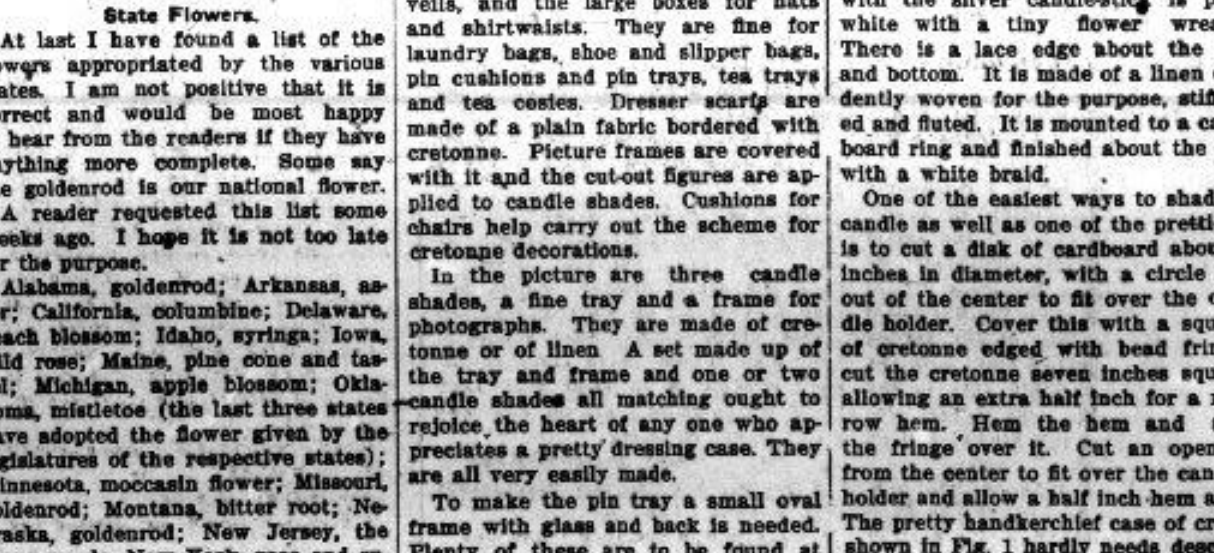 State Flowers.
At last I have found a list of the
owers appropriated by the various
ates. I am not positive that it is
rrect and would be most happy
hear from the readers if they have
ything more complete. Some say
e goldenrod is our national flower.
A reader requested this list some
eeks ago. I hope it is not too late
r the purpose.
Alabama, goldenrod; Arkansas, as-
r; California, columbine; Delaware,
each blossom; Idaho, syringa; Iowa,
ild rose; Maine, pine cone and tas-
l; Michigan, apple blossom; Okla-
oma, mistletoe (the last three states
ave adopted the flower given by the
gislatures of the respective states);
innesota, moccasin flower; Missouri,
oldenrod; Montana, bitter root; Ne-
raska, goldenrod; New Jersey, the
veils, and the large boxes for hats
and shirtwaists. They are fine for
laundry bags, shoe and slipper bags,
pin cushions and pin trays, tea trays
and tea cosies. Dresser scarfs are
made of a plain fabric bordered with
cretonne. Picture frames are covered
with it and the cut-out figures are ap-
plied to candle shades. Cushions for
chairs help carry out the scheme for
cretonne decorations.
In the picture are three candle
shades, a fine tray and a frame for
photographs. They are made of cre-
tonne or of linen A set made up of
the tray and frame and one or two
candle shades all matching ought to
rejoice the heart of any one who ap-
preciates a pretty dressing case. They
are all very easily made.
To make the pin tray a small oval
frame with glass and back is needed.
Plenty of these are to be found at
with the silver candle-stick is p
white with a tiny flower wrea
There is a lace edge about the
and bottom. It is made of a linen
dently woven for the purpose, stiff
ed and fluted. It is mounted to a ca
board ring and finished about the
with a white braid.
One of the easiest ways to shad
candle as well as one of the pretti
is to cut a disk of cardboard abou
inches in diameter, with a circle
out of the center to fit over the c
dle holder. Cover this with a squ
of cretonne edged with bead frin
cut the cretonne seven inches squ
allowing an extra half inch for a n
row hem. Hem the hem and
the fringe over it. Cut an open
from the center to fit over the can
holder and allow a half inch hem a
The pretty handkerchief case of cr
shown in Fig. 1 hardly needs desc